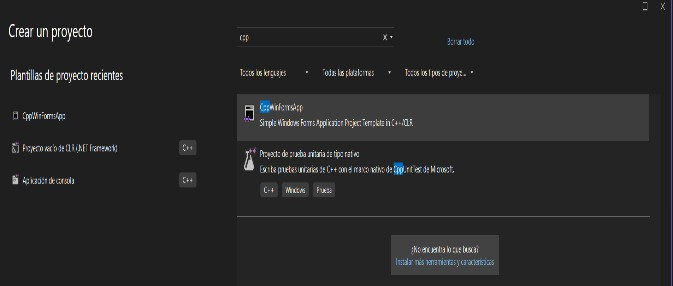 Crear un proyecto
cpp
Borrar todo
Plantillas de proyecto recientes
Todos los lenguajes
Todas las plataformas
Todos los tipos de proye...
CppWinFormsApp
Simple Windows Forms Application Project Template in C++/CLR
CppWinFormsApp
Proyecto vacío de CLR (.NET Framework) C++
Aplicación de consola C++
Proyecto de prueba unitaria de tipo nativo
Escriba pruebas unitarias de C++ con el marco nativo de CppUnitTest de Microsoft.
C++ Windows Prueba
¿No encuentra lo que busca?
Instalar más herramientas y características